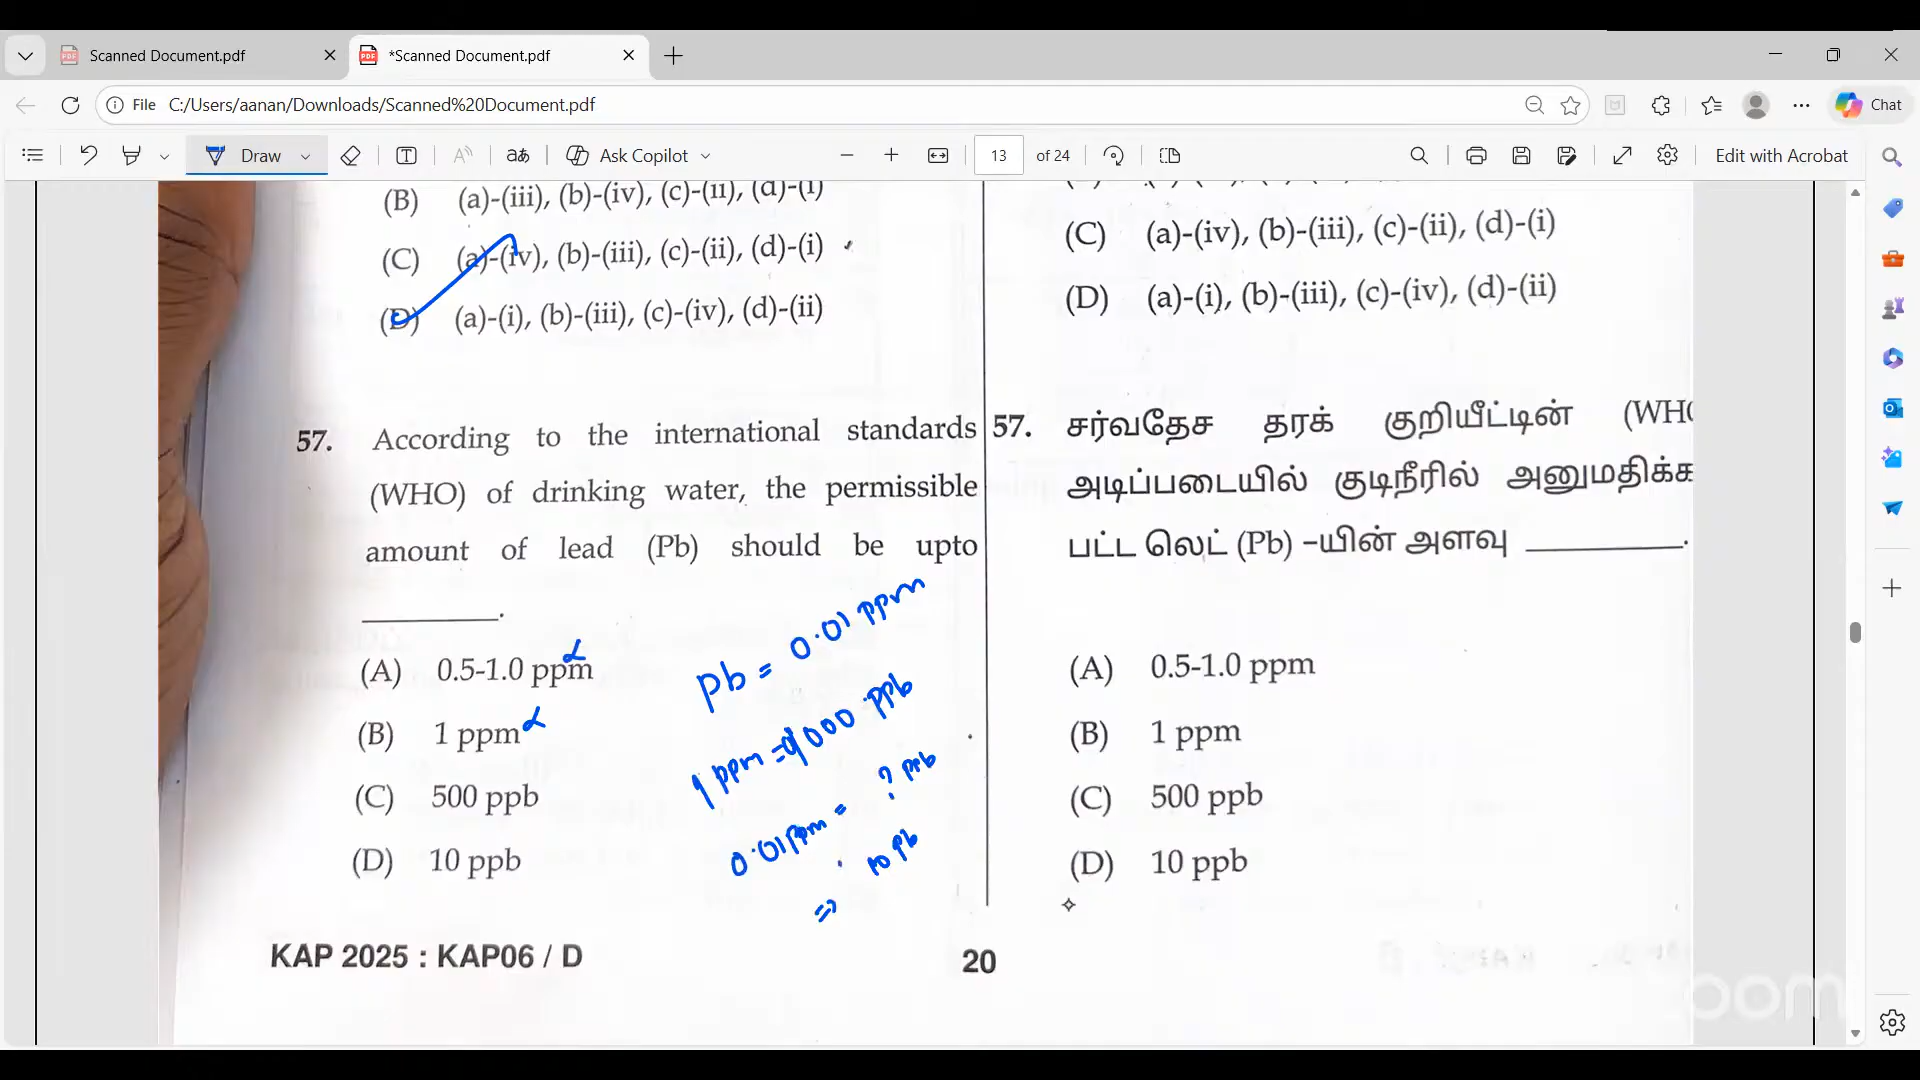 Scanned Document.pdf
*Scanned Document.pdf
File C:/Users/aanan/Downloads/Scanned%20Document.pdf
Chat
Draw
Ask Copilot
13 of 24
Edit with Acrobat
(B) (a)-(iii), (b)-(iv), (c)-(ii), (d)-(i)
(C) (a)-(iv), (b)-(iii), (c)-(ii), (d)-(i)
(D) (a)-(i), (b)-(iii), (c)-(iv), (d)-(ii)
57. According to the international standards
(WHO) of drinking water, the permissible
amount of lead (Pb) should be upto
(A) 0.5-1.0 ppm
(B) 1 ppm
(C) 500 ppb
(D) 10 ppb
Pb = 0.01 ppm
1 ppm = 1000 ppb
0.01 ppm = ? ppb
⇒ 10 Pb
(C) (a)-(iv), (b)-(iii), (c)-(ii), (d)-(i)
(D) (a)-(i), (b)-(iii), (c)-(iv), (d)-(ii)
57. சர்வதேச தரக் குறியீட்டின் (WHO
அடிப்படையில் குடிநீரில் அனுமதிக்க
பட்ட லெட் (Pb) –யின் அளவு
(A) 0.5-1.0 ppm
(B) 1 ppm
(C) 500 ppb
(D) 10 ppb
KAP 2025 : KAP06 / D
20